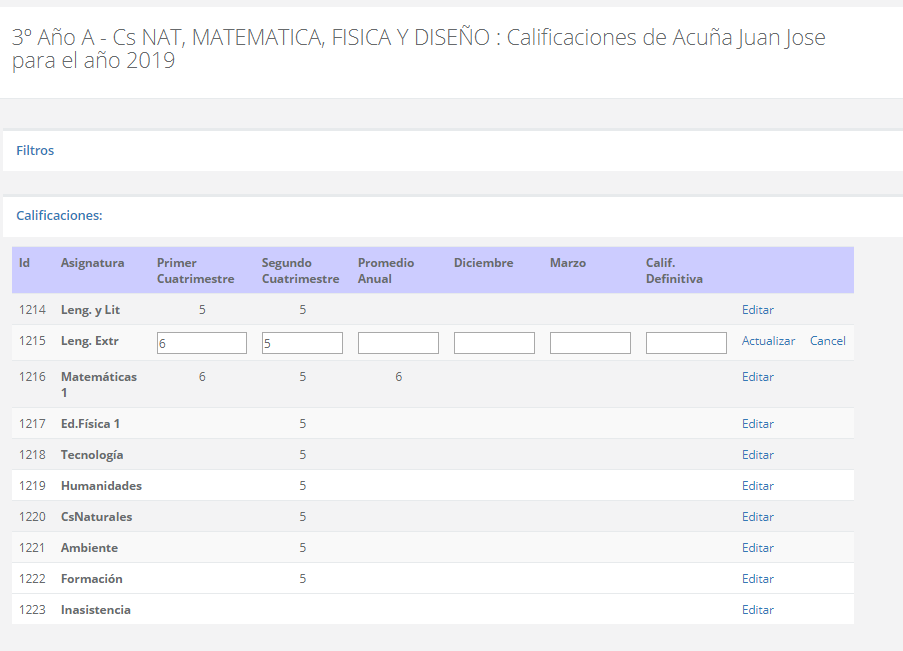 3º Año A - Cs NAT, MATEMATICA, FISICA Y DISEÑO : Calificaciones de Acuña Juan Jose
para el año 2019
Filtros
Calificaciones:
Id Asignatura Primer Cuatrimestre Segundo Cuatrimestre Promedio Anual Diciembre Marzo Calif. Definitiva
1214 Leng. y Lit 5 5 Editar
1215 Leng. Extr 6 5 Actualizar Cancel
1216 Matemáticas 1 6 5 6 Editar
1217 Ed.Física 1 5 Editar
1218 Tecnología 5 Editar
1219 Humanidades 5 Editar
1220 CsNaturales 5 Editar
1221 Ambiente 5 Editar
1222 Formación 5 Editar
1223 Inasistencia Editar